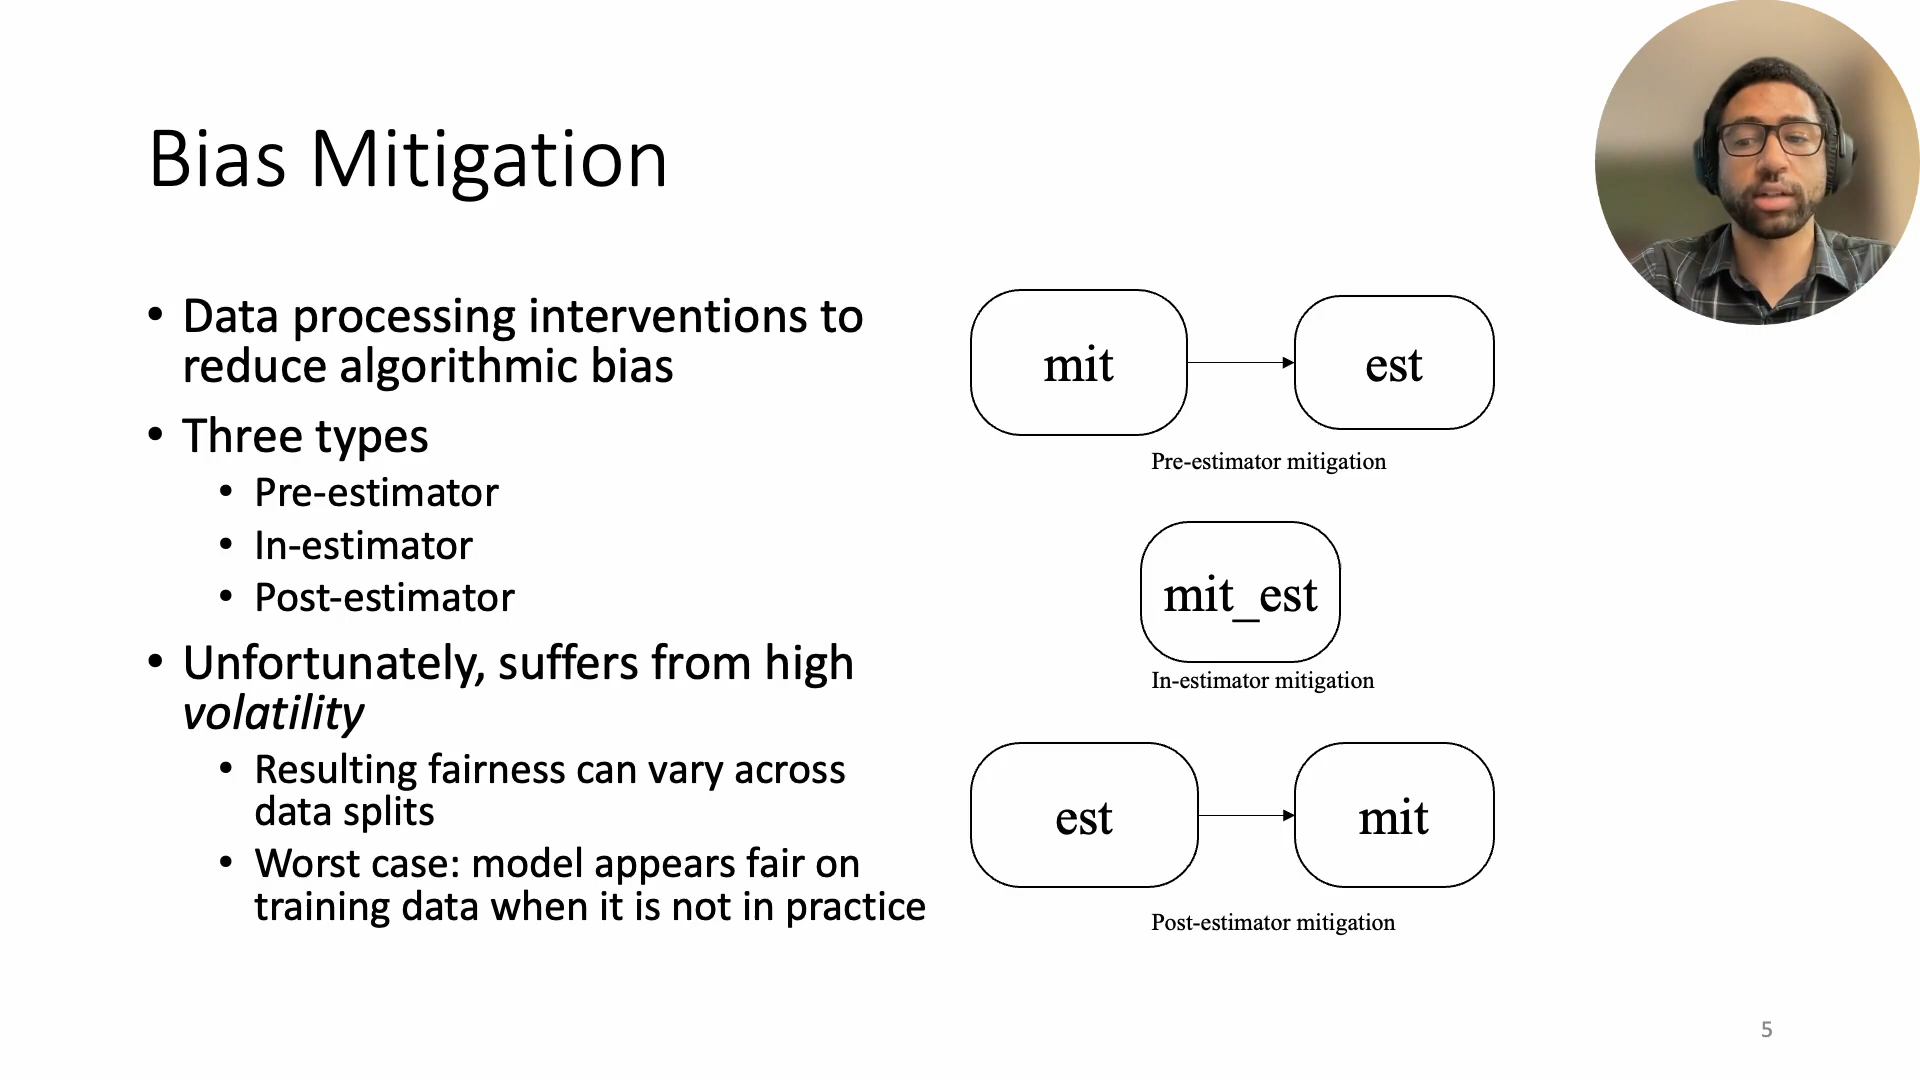 Bias Mitigation
• Data processing interventions to
reduce algorithmic bias
• Three types
• Pre-estimator
• In-estimator
• Post-estimator
• Unfortunately, suffers from high
volatility
• Resulting fairness can vary across
data splits
• Worst case: model appears fair on
training data when it is not in practice
mit
est
Pre-estimator mitigation
mit_est
In-estimator mitigation
est
mit
Post-estimator mitigation
5